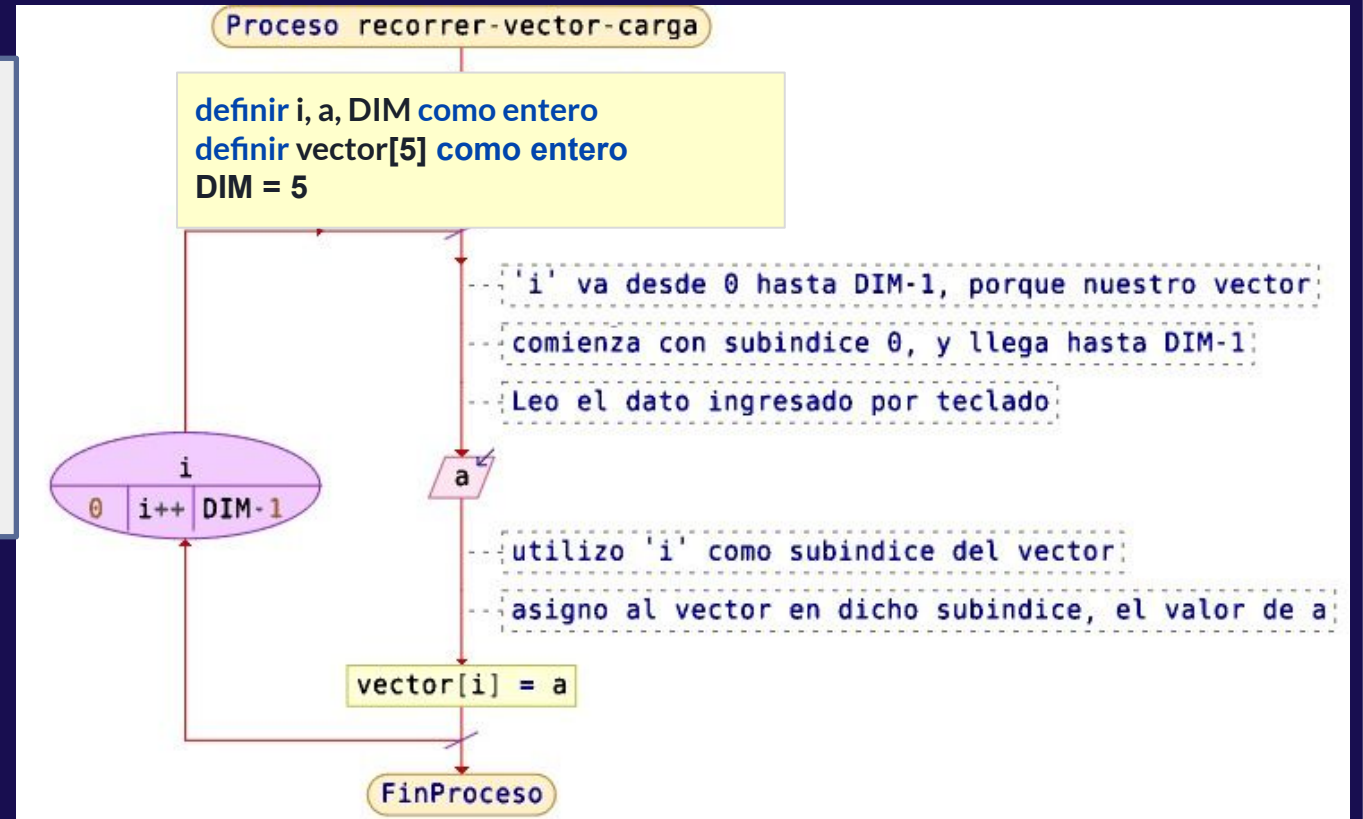 Proceso recorrer-vector-carga
definir i, a, DIM como entero
definir vector[5] como entero
DIM = 5
'i' va desde 0 hasta DIM-1, porque nuestro vector
comienza con subindice 0, y llega hasta DIM-1
Leo el dato ingresado por teclado
i
0 i++ DIM-1
a
utilizo 'i' como subindice del vector
asigno al vector en dicho subindice, el valor de a
vector[i] = a
FinProceso